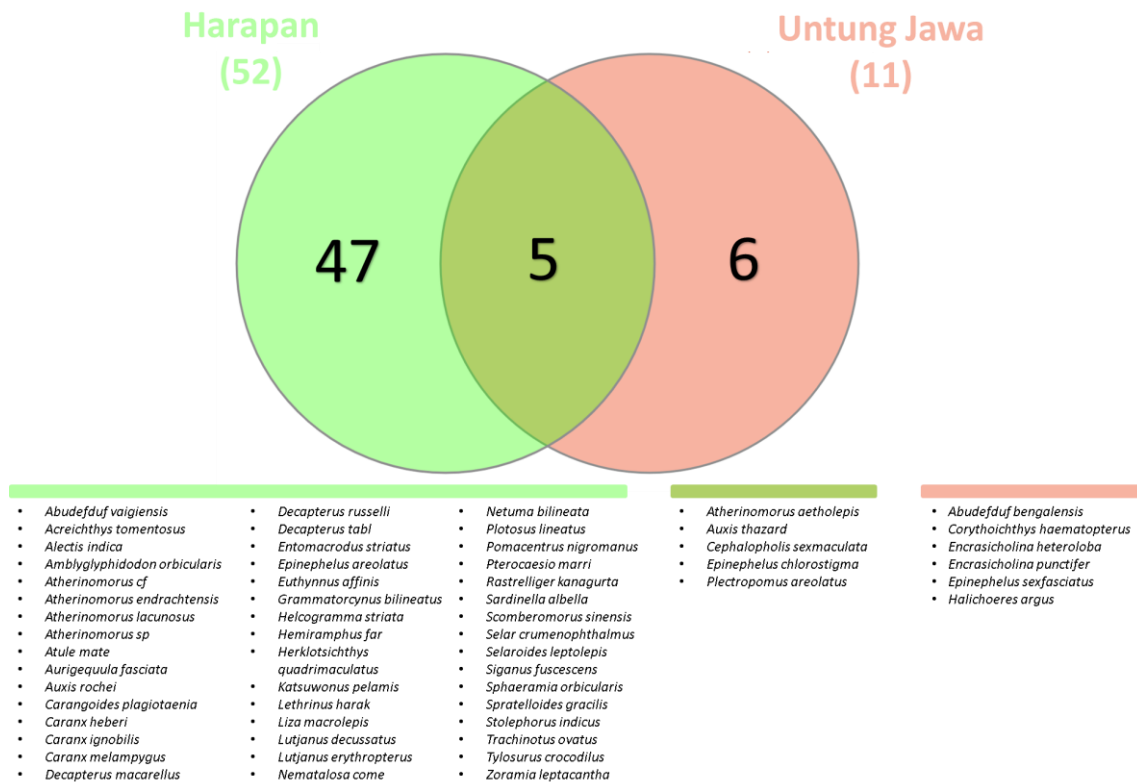 Harapan
(52)
Untung Jawa
(11)
47
5
6
• Abudefduf vaigiensis
• Acreichthys tomentosus
• Alectis indica
• Amblyglyphidodon orbicularis
• Atherinomorus cf
• Atherinomorus endrachtensis
• Atherinomorus lacunosus
• Atherinomorus sp
• Atule mate
• Aurigequula fasciata
• Auxis rochei
• Carangoides plagiotaenia
• Caranx heberi
• Caranx ignobilis
• Caranx melampygus
• Decapterus macarellus
• Decapterus russelli
• Decapterus tabl
• Entomacrodus striatus
• Epinephelus areolatus
• Euthynnus affinis
• Grammatorcynus bilineatus
• Helcogramma striata
• Hemiramphus far
• Herklotsichthys
quadrimaculatus
• Katsuwonus pelamis
• Lethrinus harak
• Liza macrolepis
• Lutjanus decussatus
• Lutjanus erythropterus
• Nematalosa come
• Netuma bilineata
• Plotosus lineatus
• Pomacentrus nigromanus
• Pterocaesio marri
• Rastrelliger kanagurta
• Sardinella albella
• Scomberomorus sinensis
• Selar crumenophthalmus
• Selaroides leptolepis
• Siganus fuscescens
• Sphaeramia orbicularis
• Spratelloides gracilis
• Stolephorus indicus
• Trachinotus ovatus
• Tylosurus crocodilus
• Zoramia leptacantha
• Atherinomorus aetholepis
• Auxis thazard
• Cephalopholis sexmaculata
• Epinephelus chlorostigma
• Plectropomus areolatus
• Abudefduf bengalensis
• Corythoichthys haematopterus
• Encrasicholina heteroloba
• Encrasicholina punctifer
• Epinephelus sexfasciatus
• Halichoeres argus